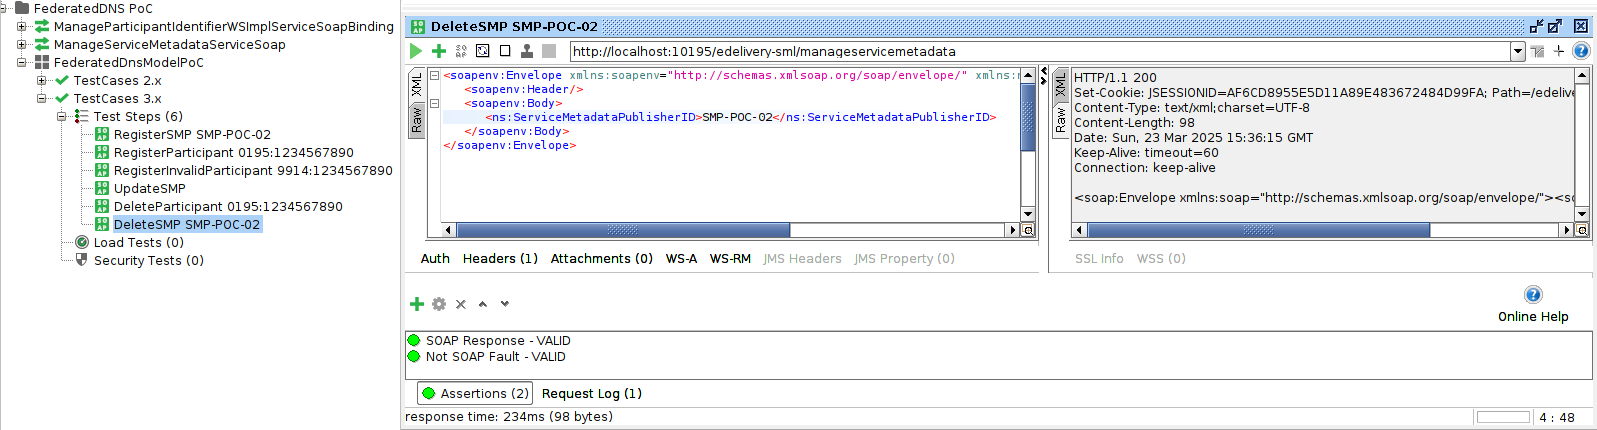 FederatedDNS PoC
ManageParticipantIdentifierWSImplServiceSoapBinding
ManageServiceMetadataServiceSoap
FederatedDnsModelPoC
TestCases 2.x
TestCases 3.x
Test Steps (6)
RegisterSMP SMP-POC-02
RegisterParticipant 0195:1234567890
RegisterInvalidParticipant 9914:1234567890
UpdateSMP
DeleteParticipant 0195:1234567890
DeleteSMP SMP-POC-02
Load Tests (0)
Security Tests (0)
DeleteSMP SMP-POC-02
http://localhost:10195/edelivery-sml/manageservicemetadata
XML
Raw
<soapenv:Envelope xmlns:soapenv="http://schemas.xmlsoap.org/soap/envelope/" xmlns:
<soapenv:Header/>
<soapenv:Body>
<ns:ServiceMetadataPublisherID>SMP-POC-02</ns:ServiceMetadataPublisherID>
</soapenv:Body>
</soapenv:Envelope>
XML
Raw
HTTP/1.1 200
Set-Cookie: JSESSIONID=AF6CD8955E5D11A89E483672484D99FA; Path=/edeliv
Content-Type: text/xml;charset=UTF-8
Content-Length: 98
Date: Sun, 23 Mar 2025 15:36:15 GMT
Keep-Alive: timeout=60
Connection: keep-alive
<soap:Envelope xmlns:soap="http://schemas.xmlsoap.org/soap/envelope/"><so
Auth Headers (1) Attachments (0) WS-A WS-RM JMS Headers JMS Property (0)
SSL Info WSS (0)
Online Help
SOAP Response - VALID
Not SOAP Fault - VALID
Assertions (2) Request Log (1)
response time: 234ms (98 bytes)
4 : 48